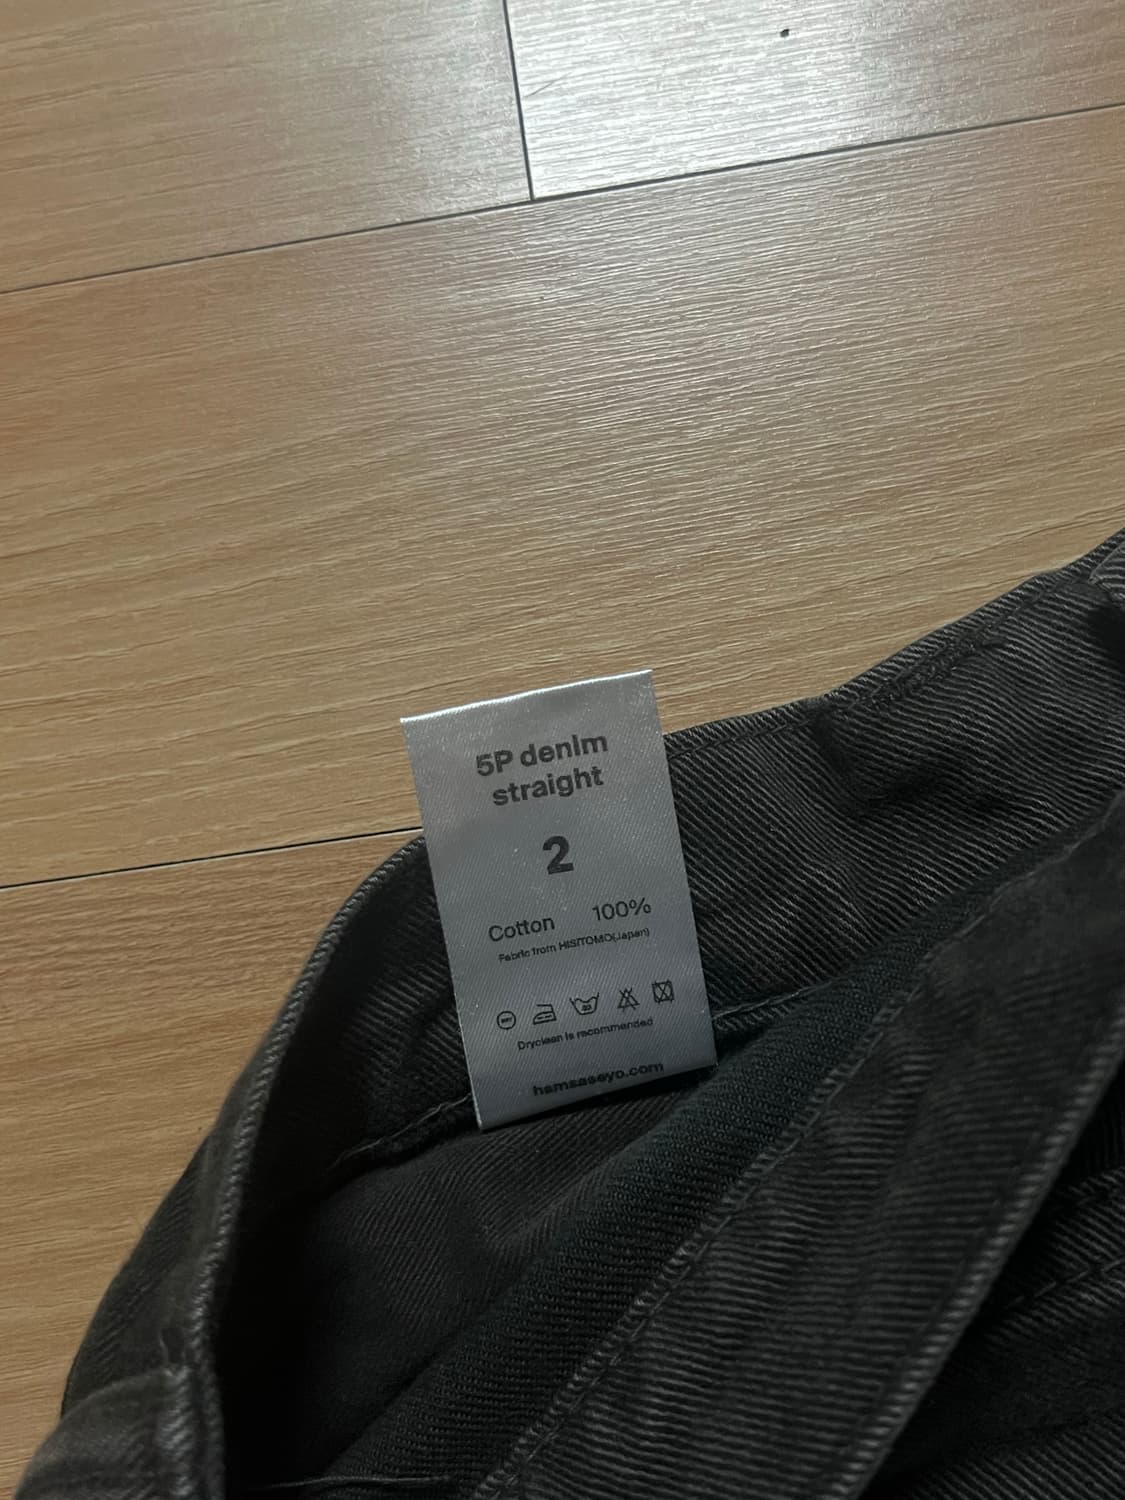 5P denim
straight
2
Cotton 100%
Fabric from HISITOMO(Japan)
Dryclean is recommended
hamsaseyo.com